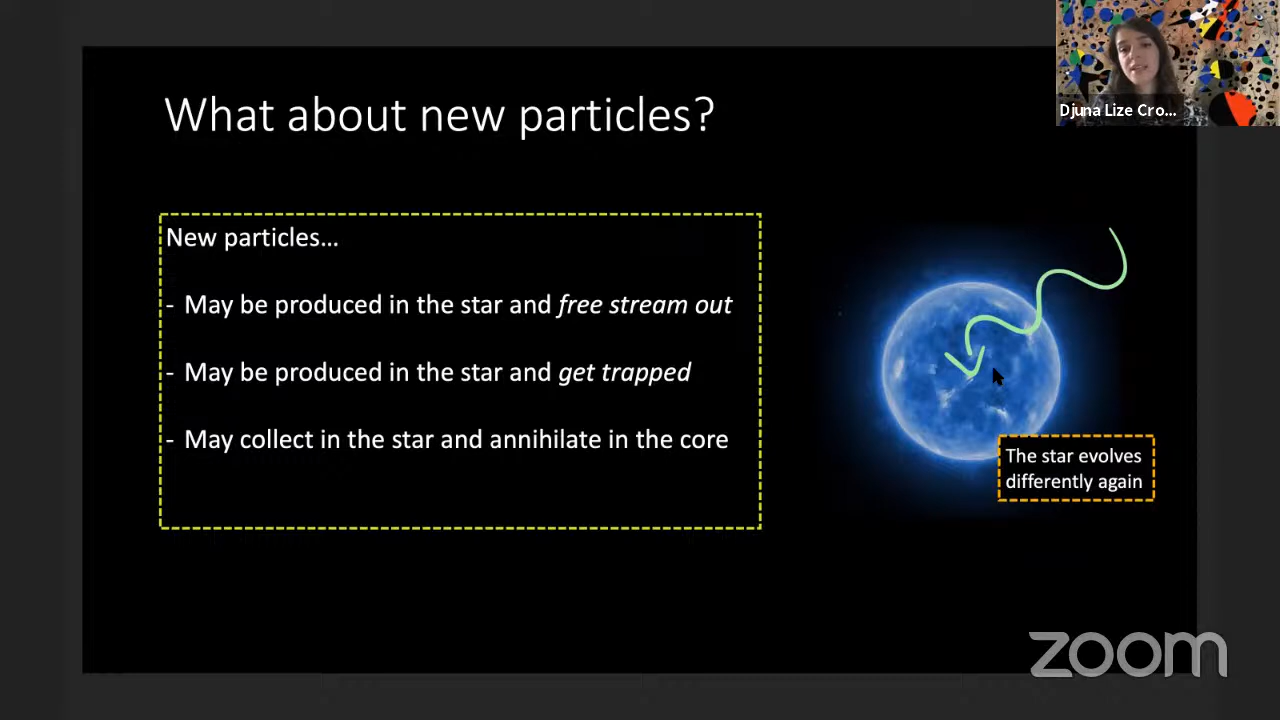 What about new particles?
Djuna Lize Cro...
New particles…
- May be produced in the star and free stream out
- May be produced in the star and get trapped
- May collect in the star and annihilate in the core
The star evolves
differently again
zoom